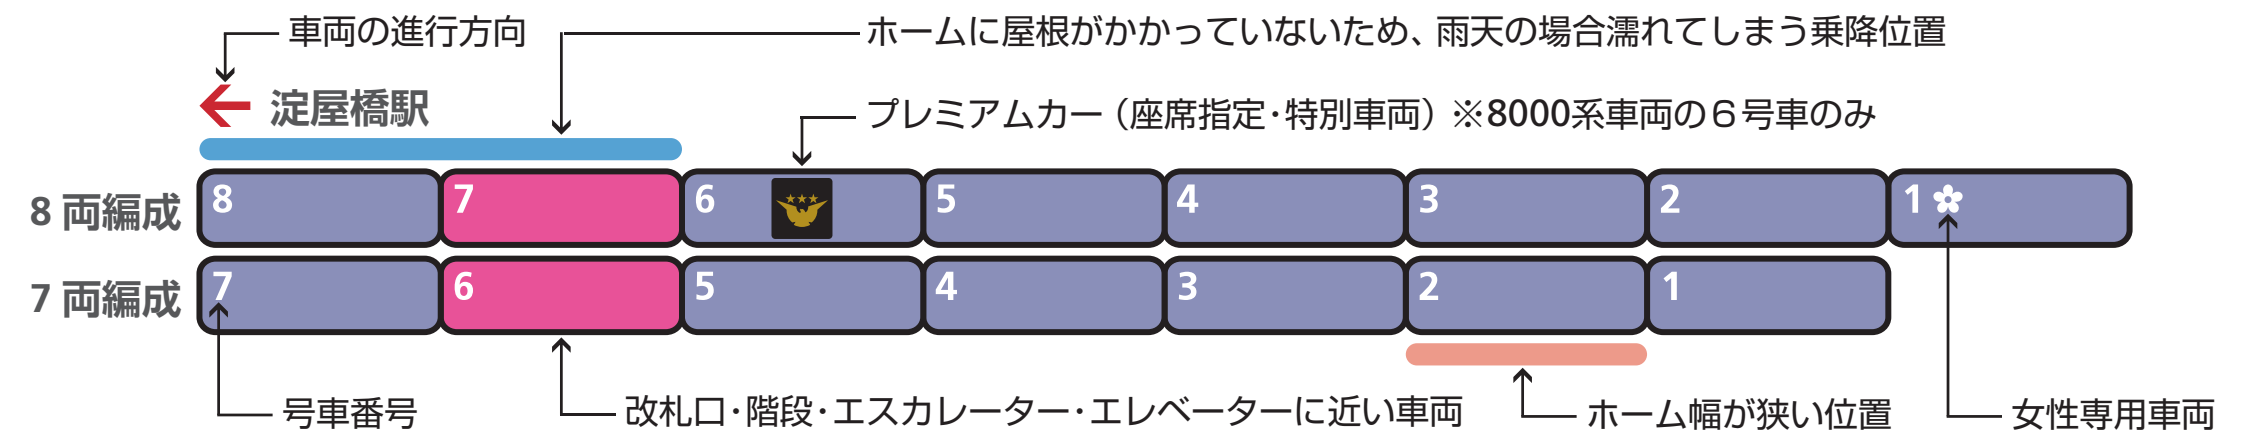 車両の進行方向
ホームに屋根がかかっていないため、雨天の場合濡れてしまう乗降位置
淀屋橋駅
プレミアムカー（座席指定・特別車両）※8000系車両の６号車のみ
8 両編成 8 7 6 5 4 3 2 1
7 両編成 7 6 5 4 3 2 1
号車番号
改札口・階段・エスカレーター・エレベーターに近い車両
ホーム幅が狭い位置
女性専用車両